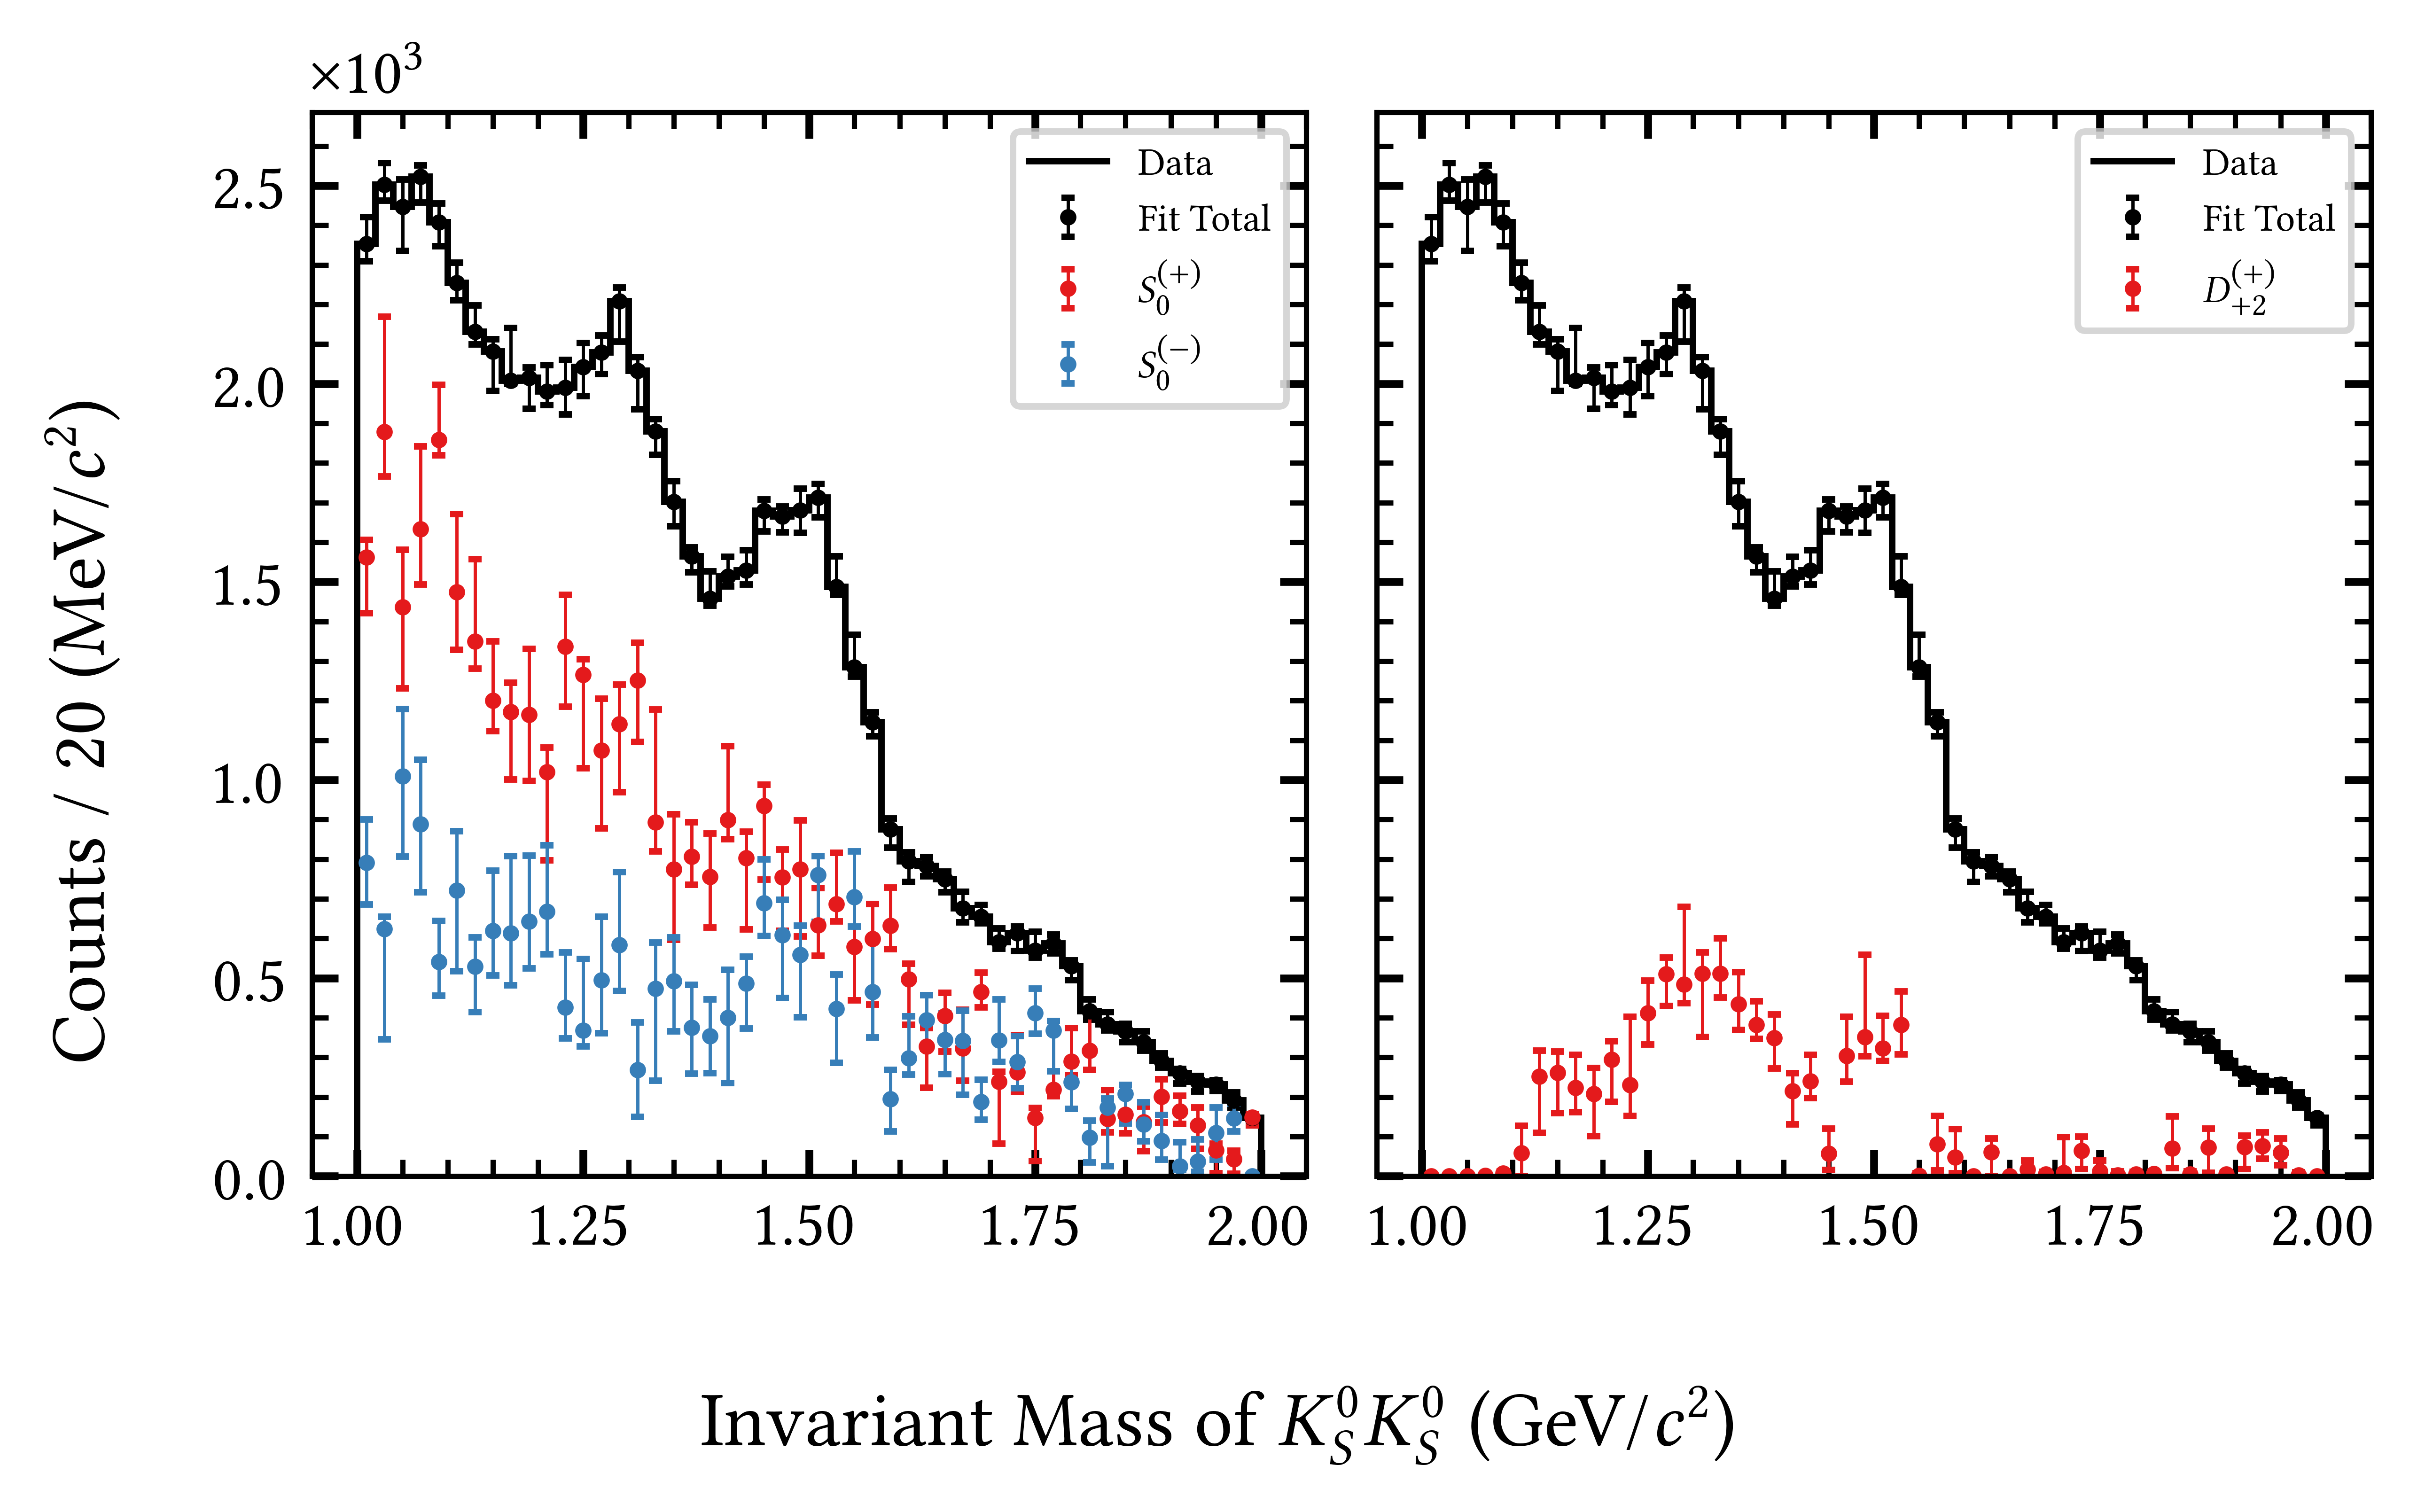 ×10³
Counts / 20 (MeV/c²)
2.5
2.0
1.5
1.0
0.5
0.0
Data
Fit Total
S₀⁽⁺⁾
S₀⁽⁻⁾
1.00 1.25 1.50 1.75 2.00
Data
Fit Total
D₊₂⁽⁺⁾
1.00 1.25 1.50 1.75 2.00
Invariant Mass of K_S^0 K_S^0 (GeV/c²)